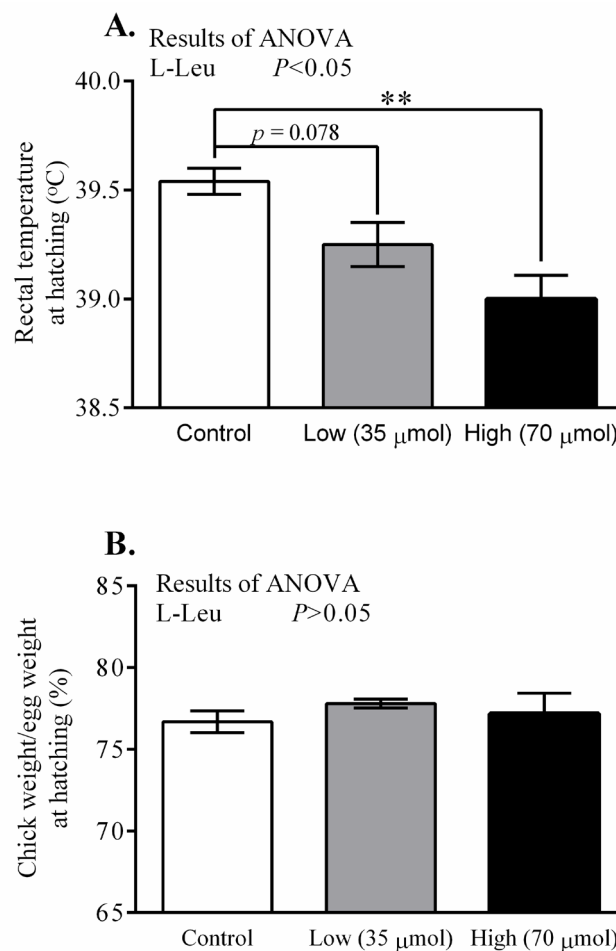 A.
Results of ANOVA
L-Leu P<0.05
40.0
**
p = 0.078
39.5
39.0
38.5
Rectal temperature
at hatching (oC)
Control Low (35 μmol) High (70 μmol)
B.
Results of ANOVA
L-Leu P>0.05
85
80
75
70
65
Chick weight/egg weight
at hatching (%)
Control Low (35 μmol) High (70 μmol)